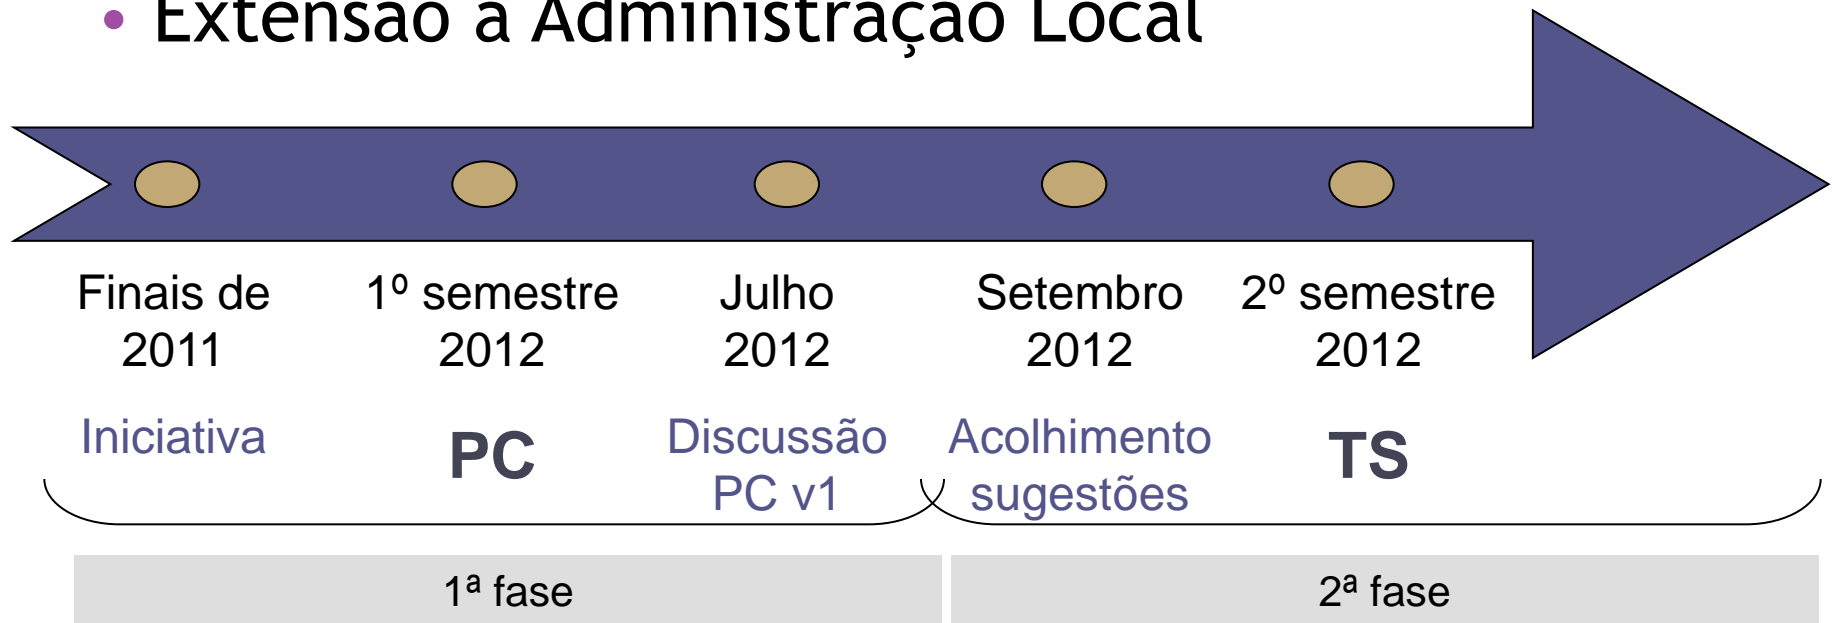 • Extensão à Administração Local
Finais de
2011
1º semestre
2012
Julho
2012
Setembro
2012
2º semestre
2012
Iniciativa
PC
Discussão
PC v1
Acolhimento
sugestões
TS
1ª fase
2ª fase